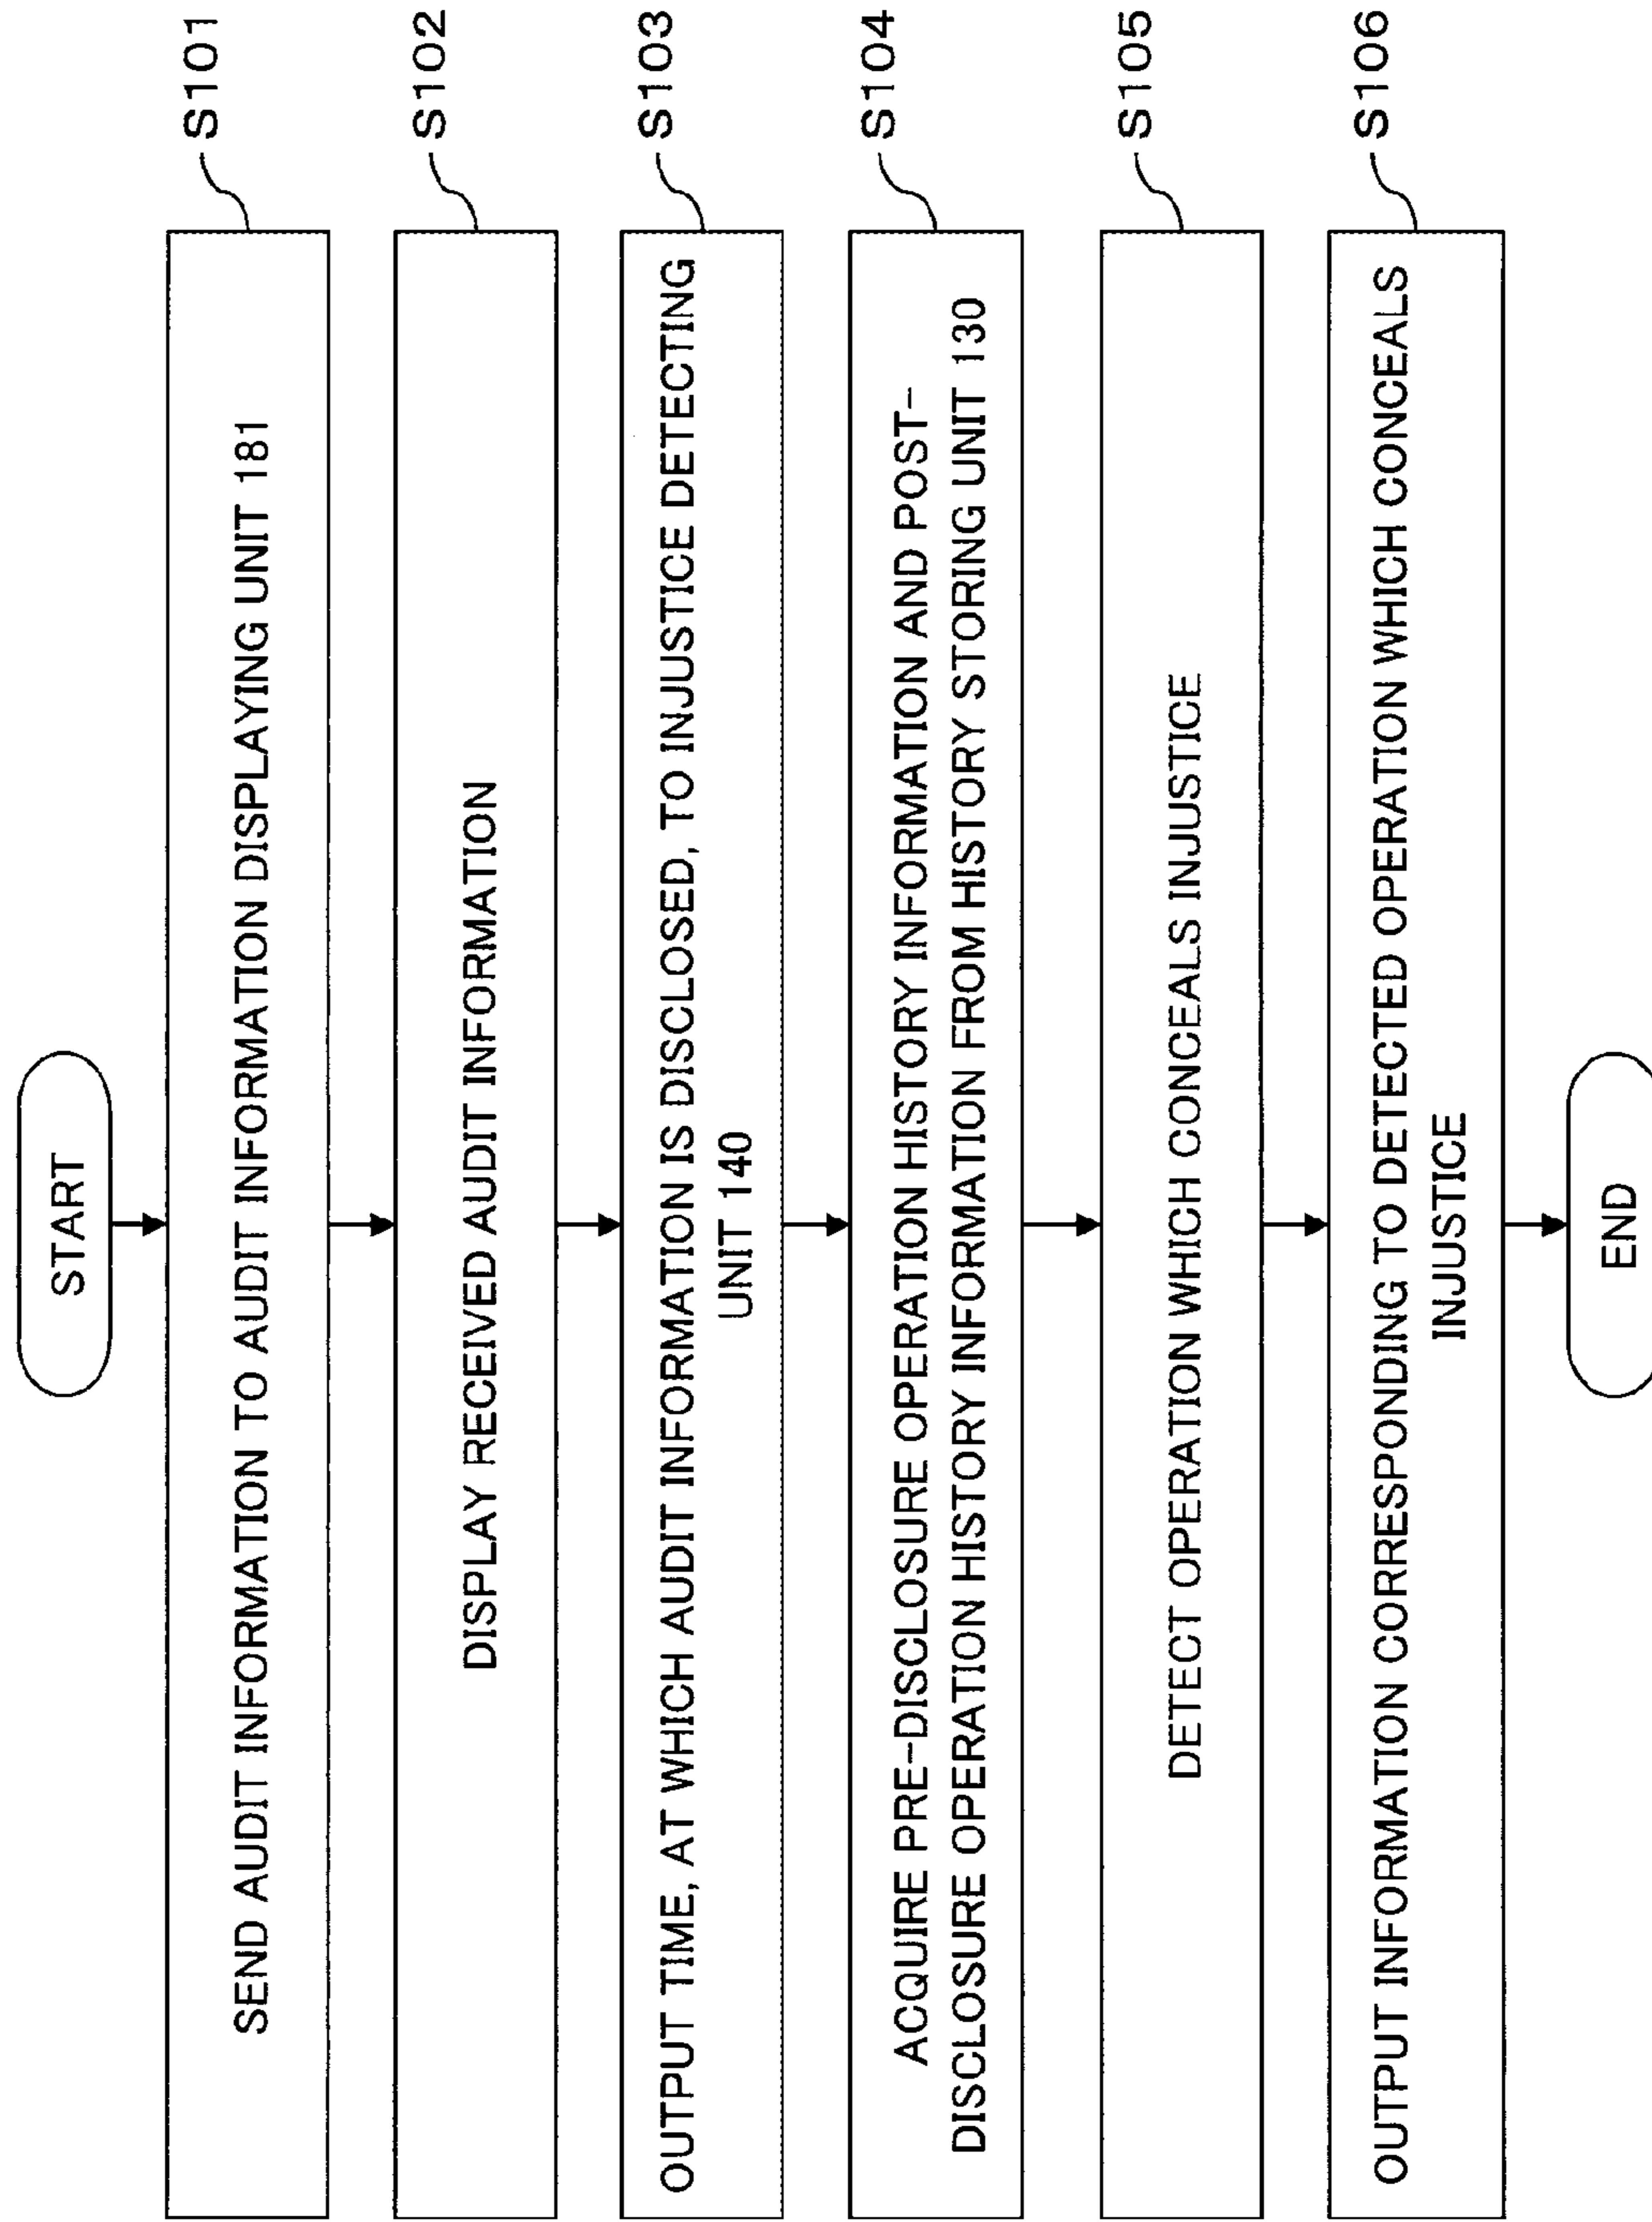 START
SEND AUDIT INFORMATION TO AUDIT INFORMATION DISPLAYING UNIT 181
S101
DISPLAY RECEIVED AUDIT INFORMATION
S102
OUTPUT TIME, AT WHICH AUDIT INFORMATION IS DISCLOSED, TO INJUSTICE DETECTING
UNIT 140
S103
ACQUIRE PRE-DISCLOSURE OPERATION HISTORY INFORMATION AND POST-
DISCLOSURE OPERATION HISTORY INFORMATION FROM HISTORY STORING UNIT 130
S104
DETECT OPERATION WHICH CONCEALS INJUSTICE
S105
OUTPUT INFORMATION CORRESPONDING TO DETECTED OPERATION WHICH CONCEALS
INJUSTICE
S106
END